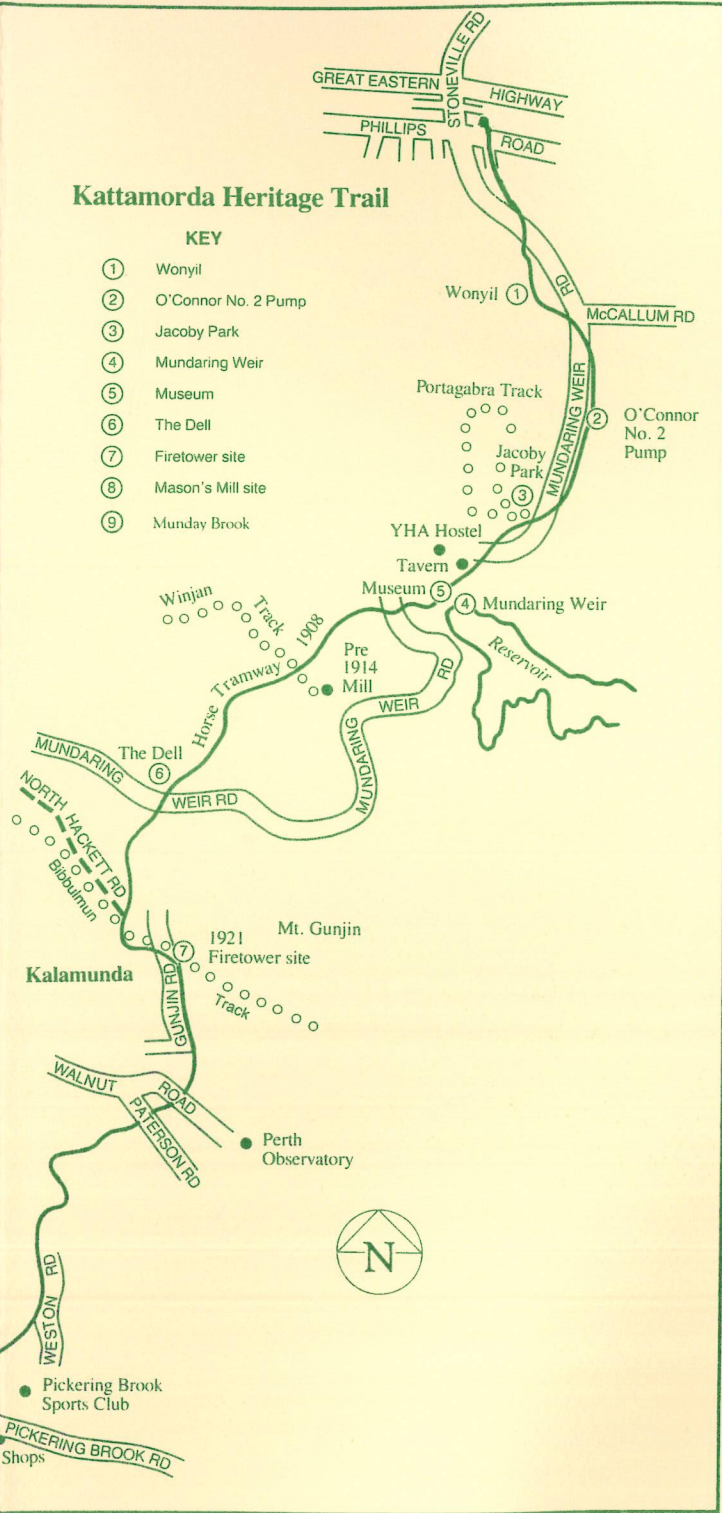 STONEVILLE RD
GREAT EASTERN
HIGHWAY
PHILLIPS
ROAD
Kattamorda Heritage Trail
KEY
1 Wonyil
2 O'Connor No. 2 Pump
3 Jacoby Park
4 Mundaring Weir
5 Museum
6 The Dell
7 Firetower site
8 Mason's Mill site
9 Munday Brook
Wonyil 1
RD
McCALLUM RD
MUNDARING WEIR
Portagabra Track
2 O'Connor
No. 2
Pump
Jacoby
Park
3
YHA Hostel
Tavern
Museum 5
4 Mundaring Weir
Reservoir
Winjan
Track
1908
Horse Tramway
Pre
1914
Mill
RD
WEIR
MUNDARING
MUNDARING
The Dell
6
WEIR RD
NORTH HACKETT RD
Bibbulmun
7 1921
Firetower site
Mt. Gunjin
Kalamunda
Track
GUNJIN RD
WALNUT
ROAD
PATERSON RD
Perth
Observatory
N
WESTON RD
Pickering Brook
Sports Club
PICKERING BROOK RD
Shops